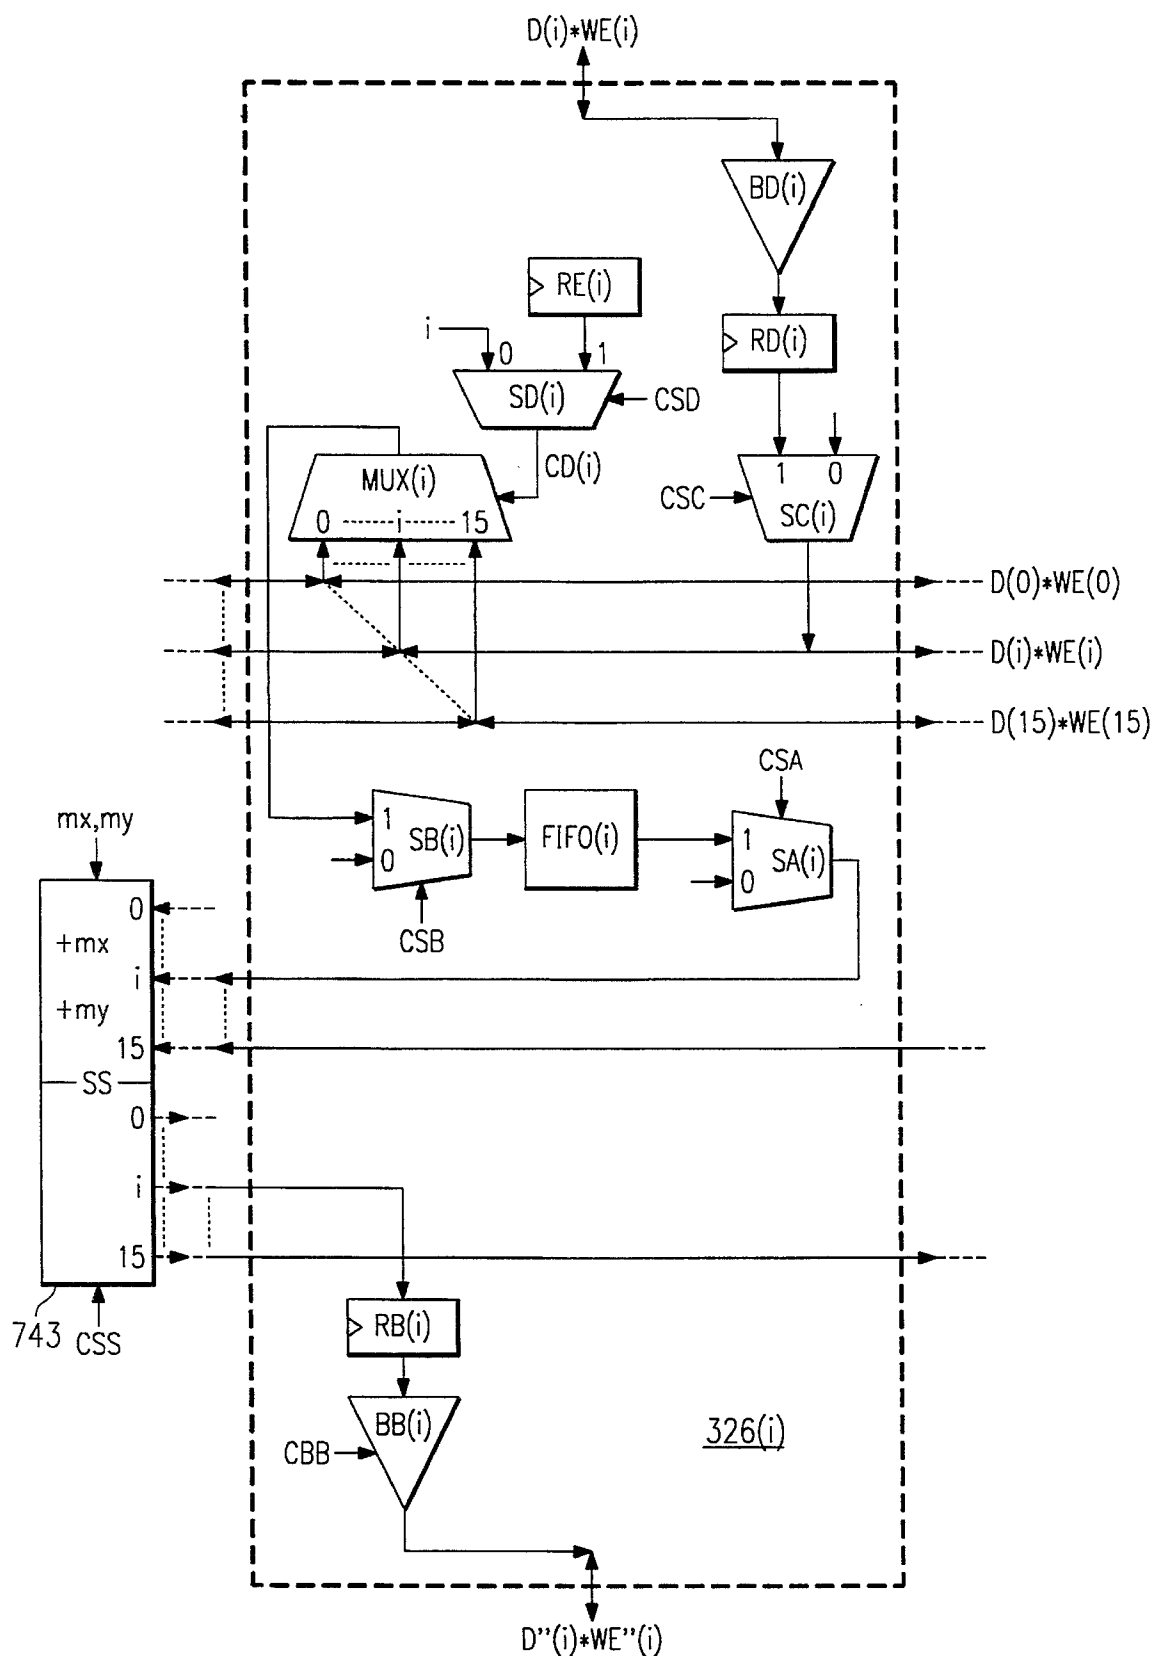 D(i)*WE(i)
BD(i)
RE(i)
RD(i)
i
0
1
SD(i)
CSD
CD(i)
MUX(i)
0
i
15
1
0
CSC
SC(i)
D(0)*WE(0)
D(i)*WE(i)
D(15)*WE(15)
CSA
mx,my
1
SB(i)
0
FIFO(i)
1
SA(i)
0
CSB
0
+mx
i
+my
15
SS
0
i
15
743
CSS
RB(i)
BB(i)
CBB
326(i)
D''(i)*WE''(i)